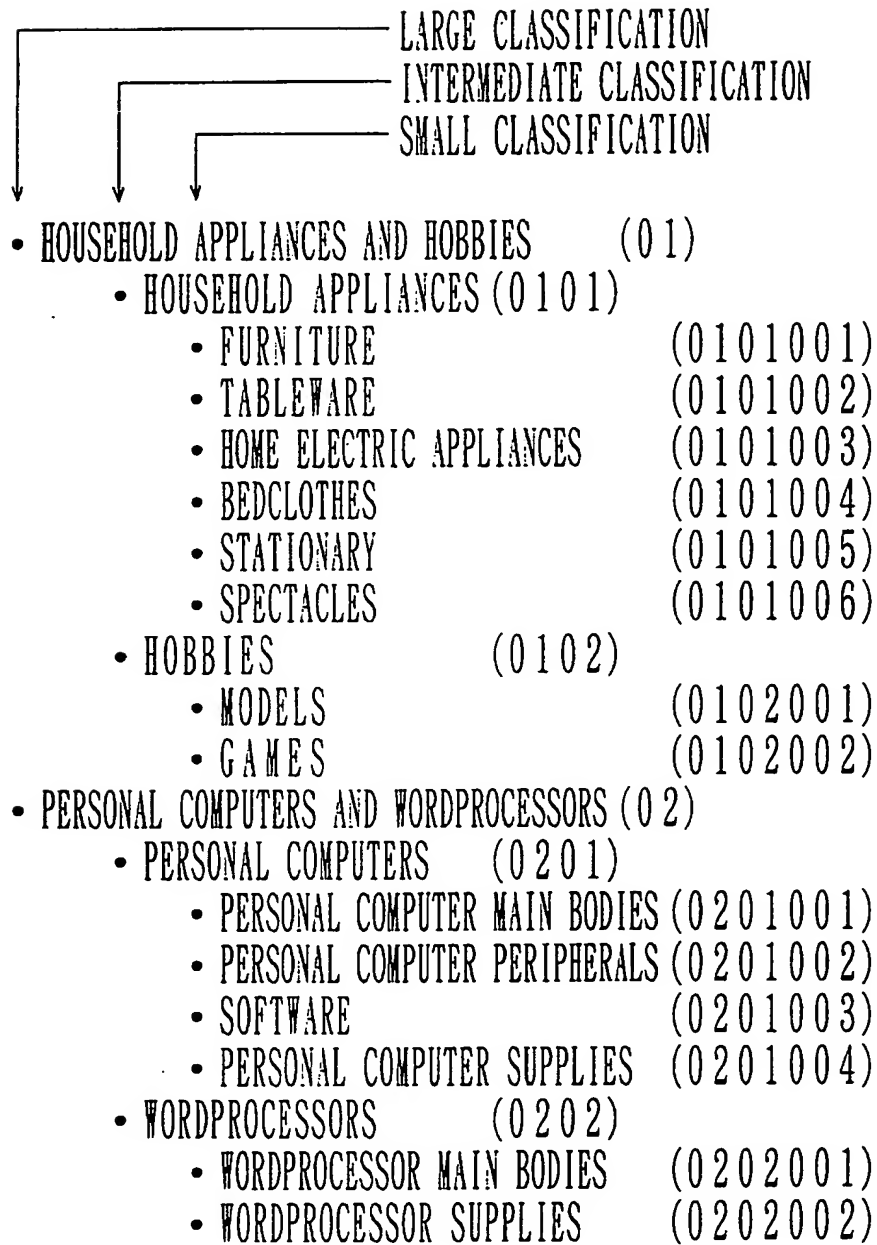 LARGE CLASSIFICATION
INTERMEDIATE CLASSIFICATION
SMALL CLASSIFICATION
• HOUSEHOLD APPLIANCES AND HOBBIES (01)
• HOUSEHOLD APPLIANCES (0101)
• FURNITURE (0101001)
• TABLEWARE (0101002)
• HOME ELECTRIC APPLIANCES (0101003)
• BEDCLOTHES (0101004)
• STATIONARY (0101005)
• SPECTACLES (0101006)
• HOBBIES (0102)
• MODELS (0102001)
• GAMES (0102002)
• PERSONAL COMPUTERS AND WORDPROCESSORS (02)
• PERSONAL COMPUTERS (0201)
• PERSONAL COMPUTER MAIN BODIES (0201001)
• PERSONAL COMPUTER PERIPHERALS (0201002)
• SOFTWARE (0201003)
• PERSONAL COMPUTER SUPPLIES (0201004)
• WORDPROCESSORS (0202)
• WORDPROCESSOR MAIN BODIES (0202001)
• WORDPROCESSOR SUPPLIES (0202002)